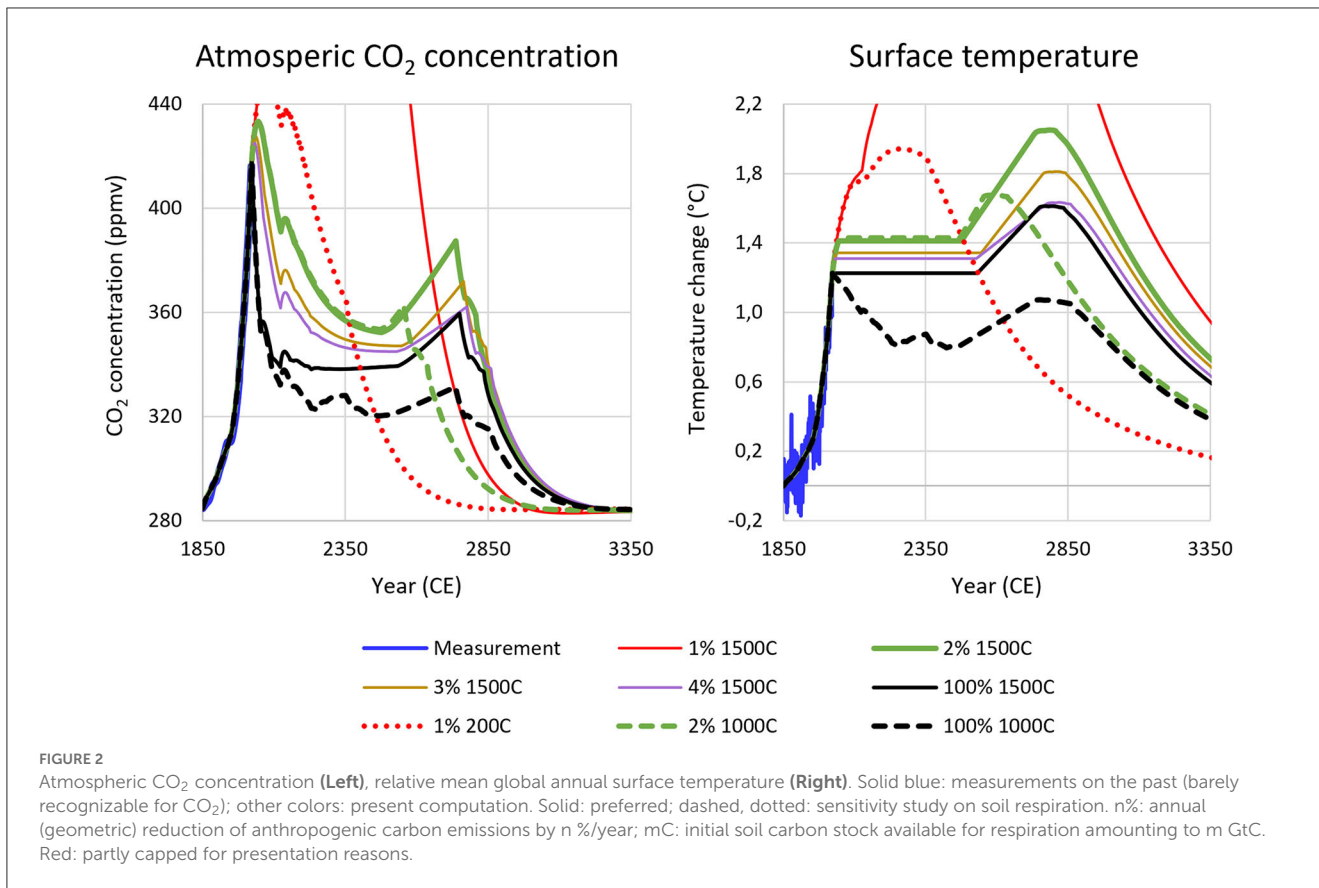 Atmosperic CO₂ concentration
440
400
360
320
280
CO₂ concentration (ppmv)
1850 2350 2850 3350
Year (CE)
Surface temperature
2,2
1,8
1,4
1,0
0,6
0,2
-0,2
Temperature change (°C)
1850 2350 2850 3350
Year (CE)
Measurement 1% 1500C 2% 1500C
3% 1500C 4% 1500C 100% 1500C
1% 200C 2% 1000C 100% 1000C
FIGURE 2
Atmospheric CO₂ concentration (Left), relative mean global annual surface temperature (Right). Solid blue: measurements on the past (barely
recognizable for CO₂); other colors: present computation. Solid: preferred; dashed, dotted: sensitivity study on soil respiration. n%: annual
(geometric) reduction of anthropogenic carbon emissions by n %/year; mC: initial soil carbon stock available for respiration amounting to m GtC.
Red: partly capped for presentation reasons.